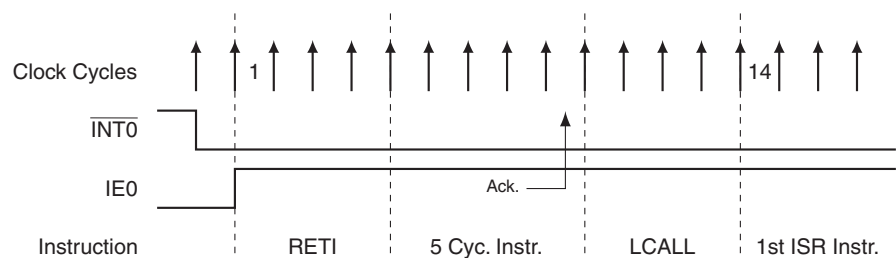 Clock Cycles 1 14
INT0
IE0
Ack.
Instruction RETI 5 Cyc. Instr. LCALL 1st ISR Instr.